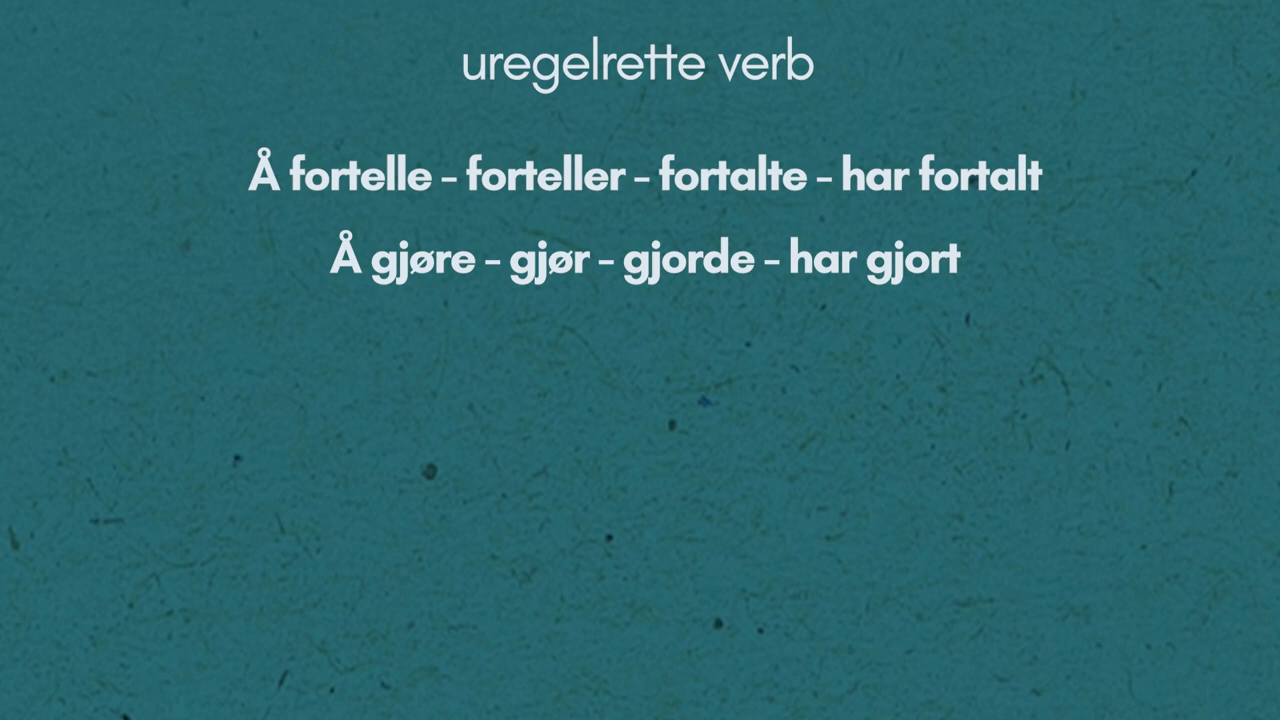 uregelrette verb
Å fortelle - forteller - fortalte - har fortalt
Å gjøre - gjør - gjorde - har gjort